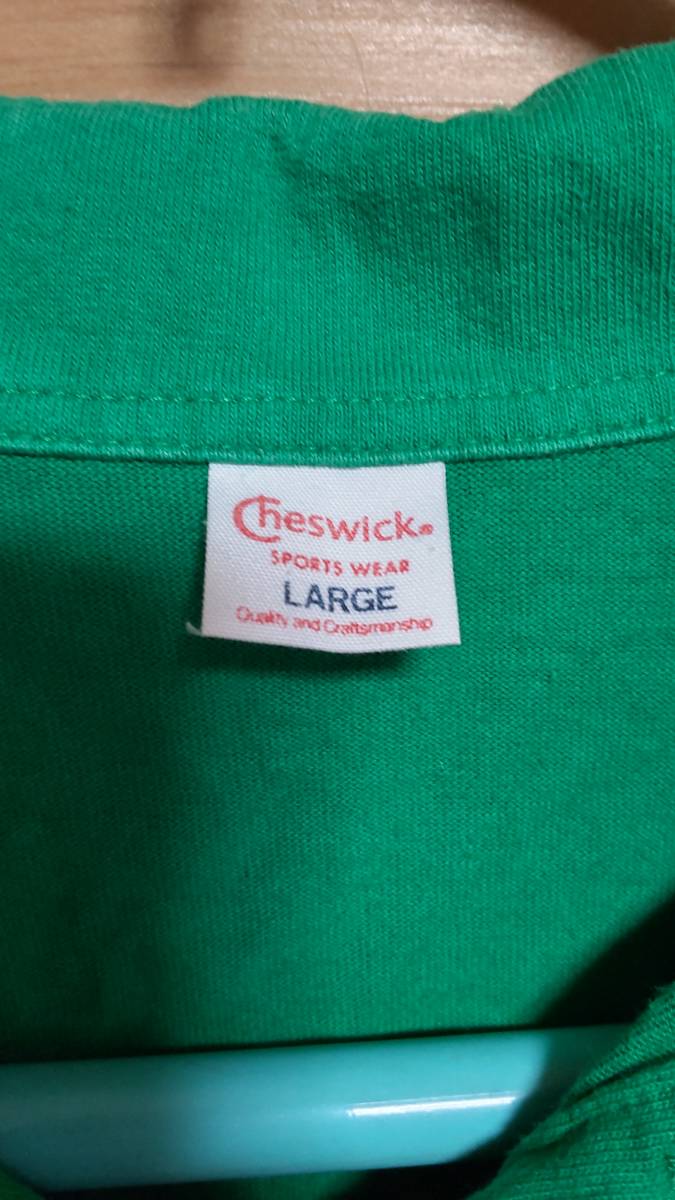 Cheswick®
SPORTS WEAR
LARGE
Quality and Craftsmanship